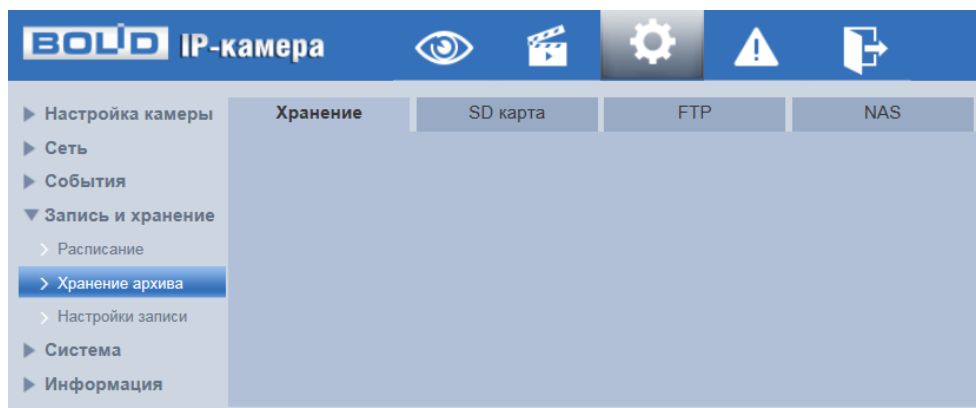 BOLID IP-камера
Настройка камеры
Сеть
События
Запись и хранение
Расписание
Хранение архива
Настройки записи
Система
Информация
Хранение SD карта FTP NAS